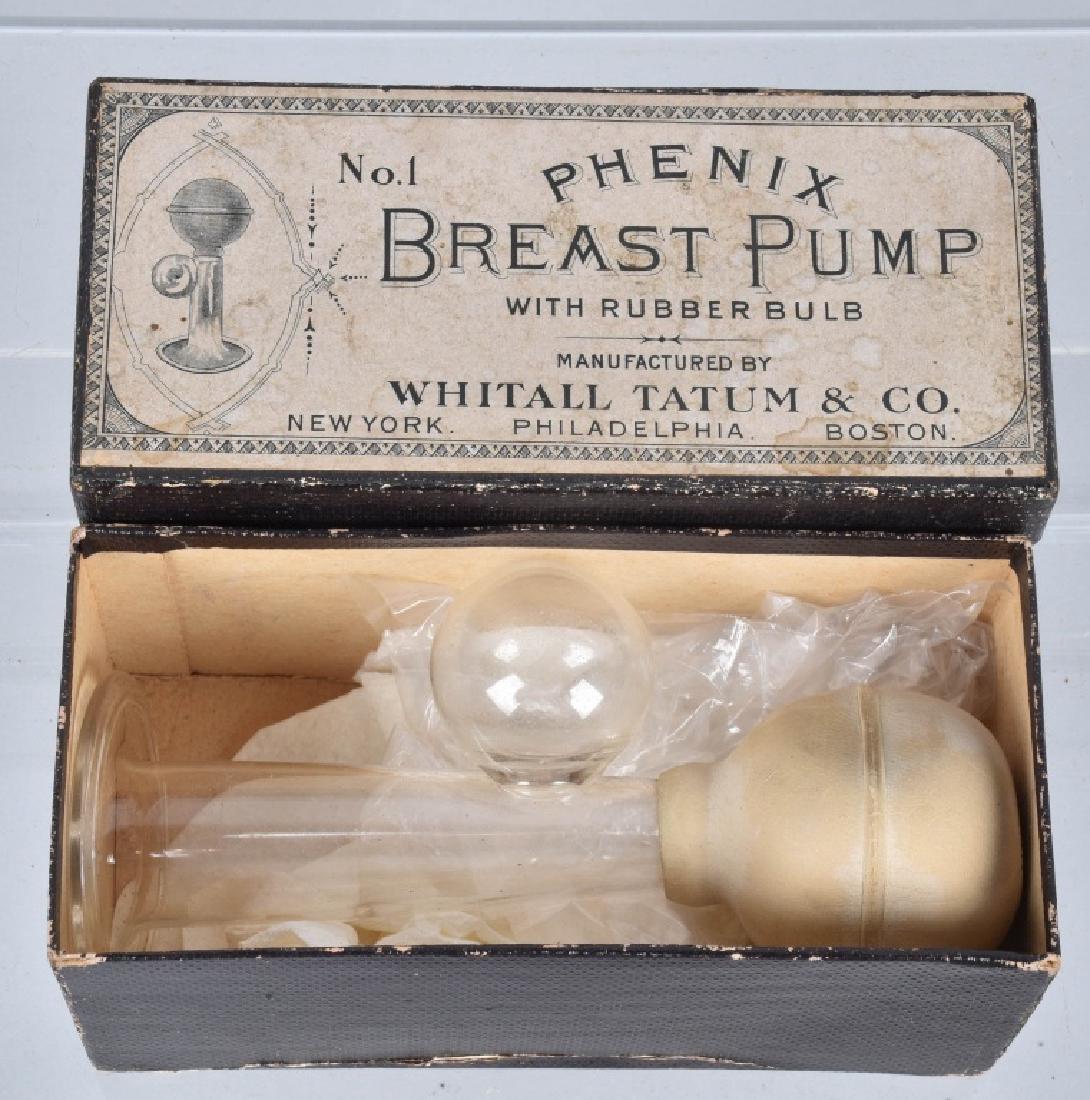 No.1
PHENIX
BREAST PUMP
WITH RUBBER BULB
MANUFACTURED BY
WHITALL TATUM & CO.
NEW YORK. PHILADELPHIA. BOSTON.